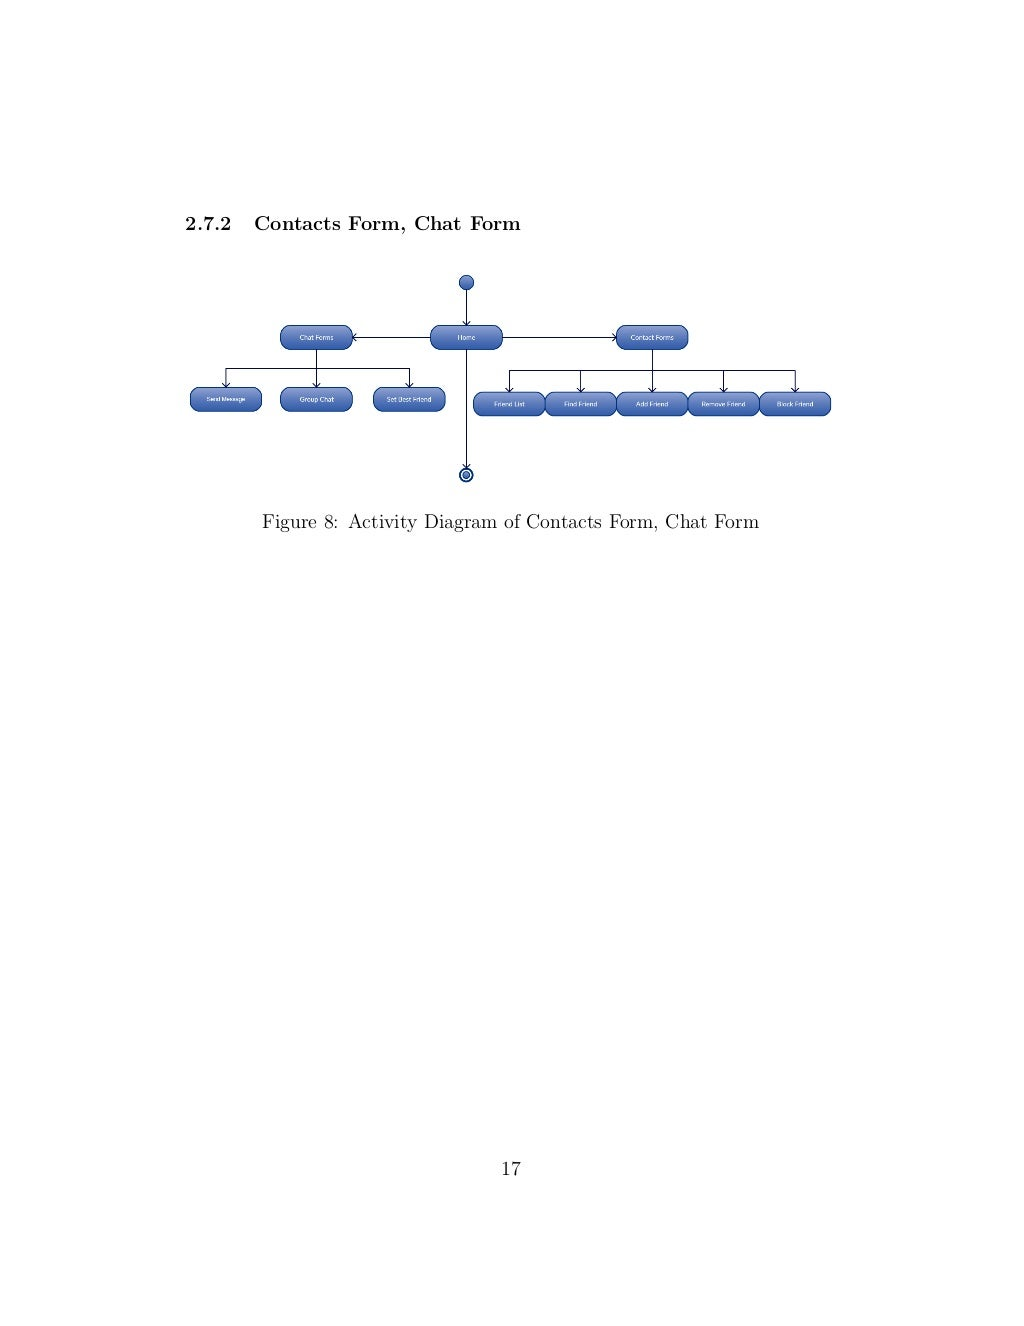 2.7.2 Contacts Form, Chat Form
Chat Forms
Home
Contact Forms
Send Message
Group Chat
Set Best Friend
Friend List
Find Friend
Add Friend
Remove Friend
Block Friend
Figure 8: Activity Diagram of Contacts Form, Chat Form
17